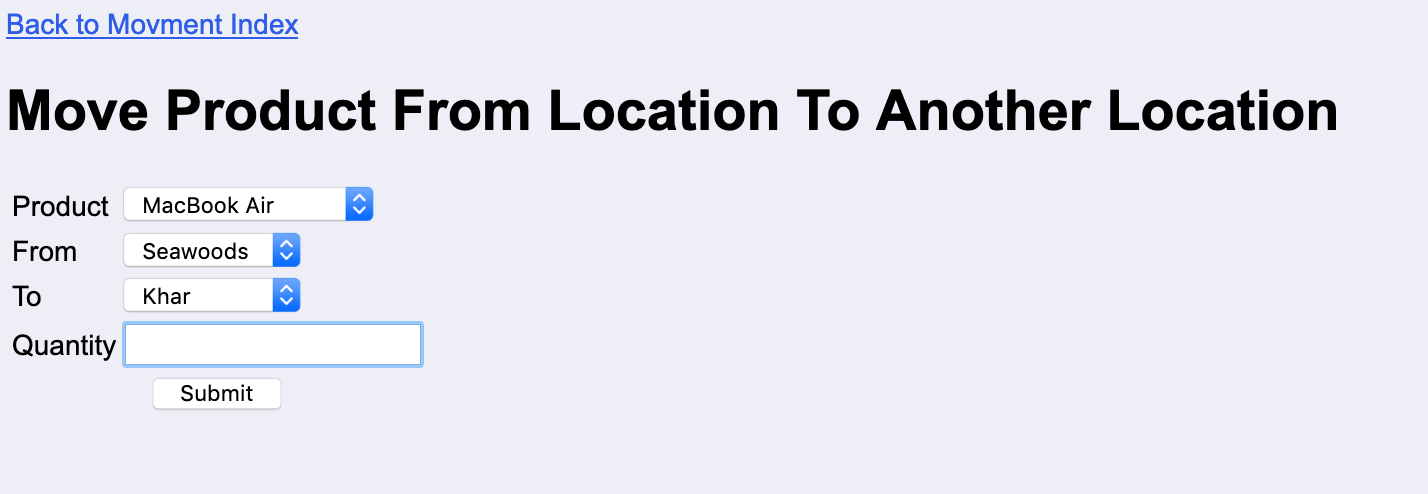 Back to Movment Index
Move Product From Location To Another Location
Product MacBook Air
From Seawoods
To Khar
Quantity
Submit